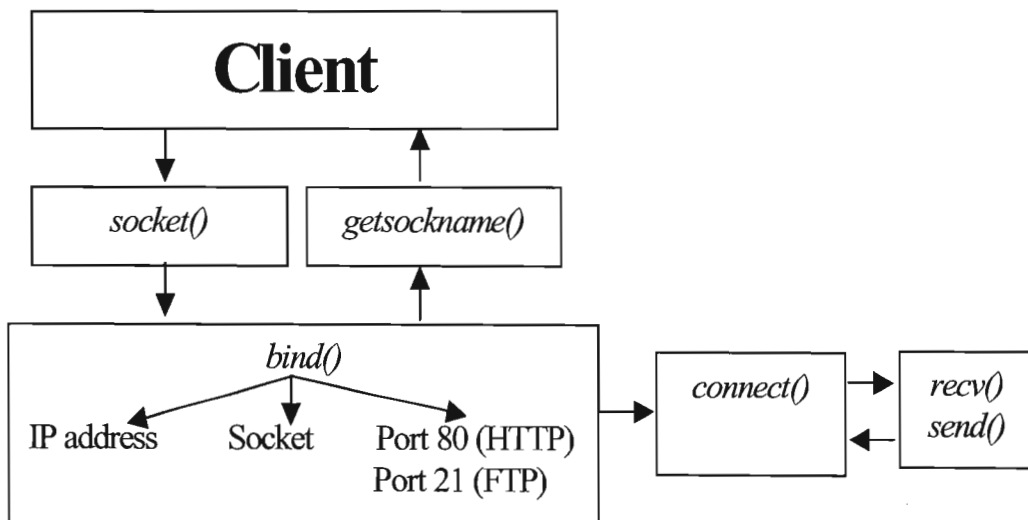 Client
socket()
getsockname()
bind()
IP address
Socket
Port 80 (HTTP)
Port 21 (FTP)
connect()
recv()
send()